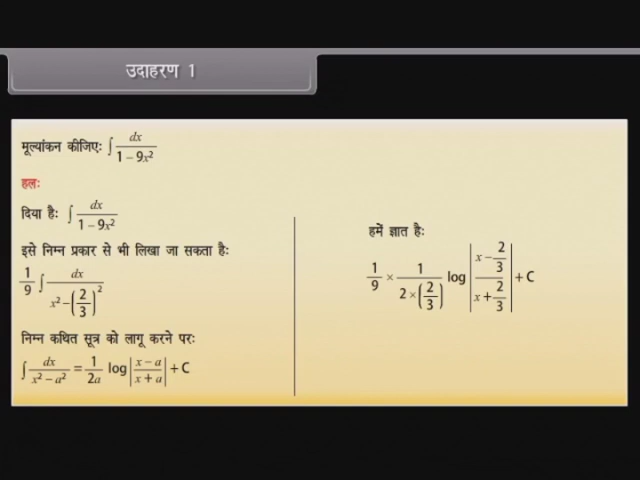 उदाहरण 1
मूल्यांकन कीजिएः ∫ dx / (1 – 9x²)
हलः
दिया हैः ∫ dx / (1 – 9x²)
इसे निम्न प्रकार से भी लिखा जा सकता हैः
1/9 ∫ dx / (x² – (2/3)²)
निम्न कथित सूत्र को लागू करने परः
∫ dx / (x² – a²) = 1/2a log |(x – a)/(x + a)| + C
हमें ज्ञात हैः
1/9 × 1 / (2 × (2/3)) log |(x – 2/3)/(x + 2/3)| + C